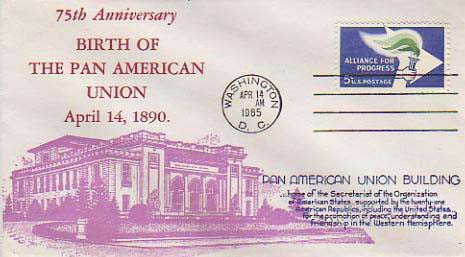 75th Anniversary
BIRTH OF
THE PAN AMERICAN
UNION
April 14, 1890.
ALLIANCE FOR
PROGRESS
5¢ U.S. POSTAGE
WASHINGTON
APR 14
AM
1965
D. C.
PAN AMERICAN UNION BUILDING
...home of the Secretariat of the Organization
of American States, supported by the twenty-one
American Republics, including the United States...
for the promotion of peace, understanding and
friendship in the Western Hemisphere.